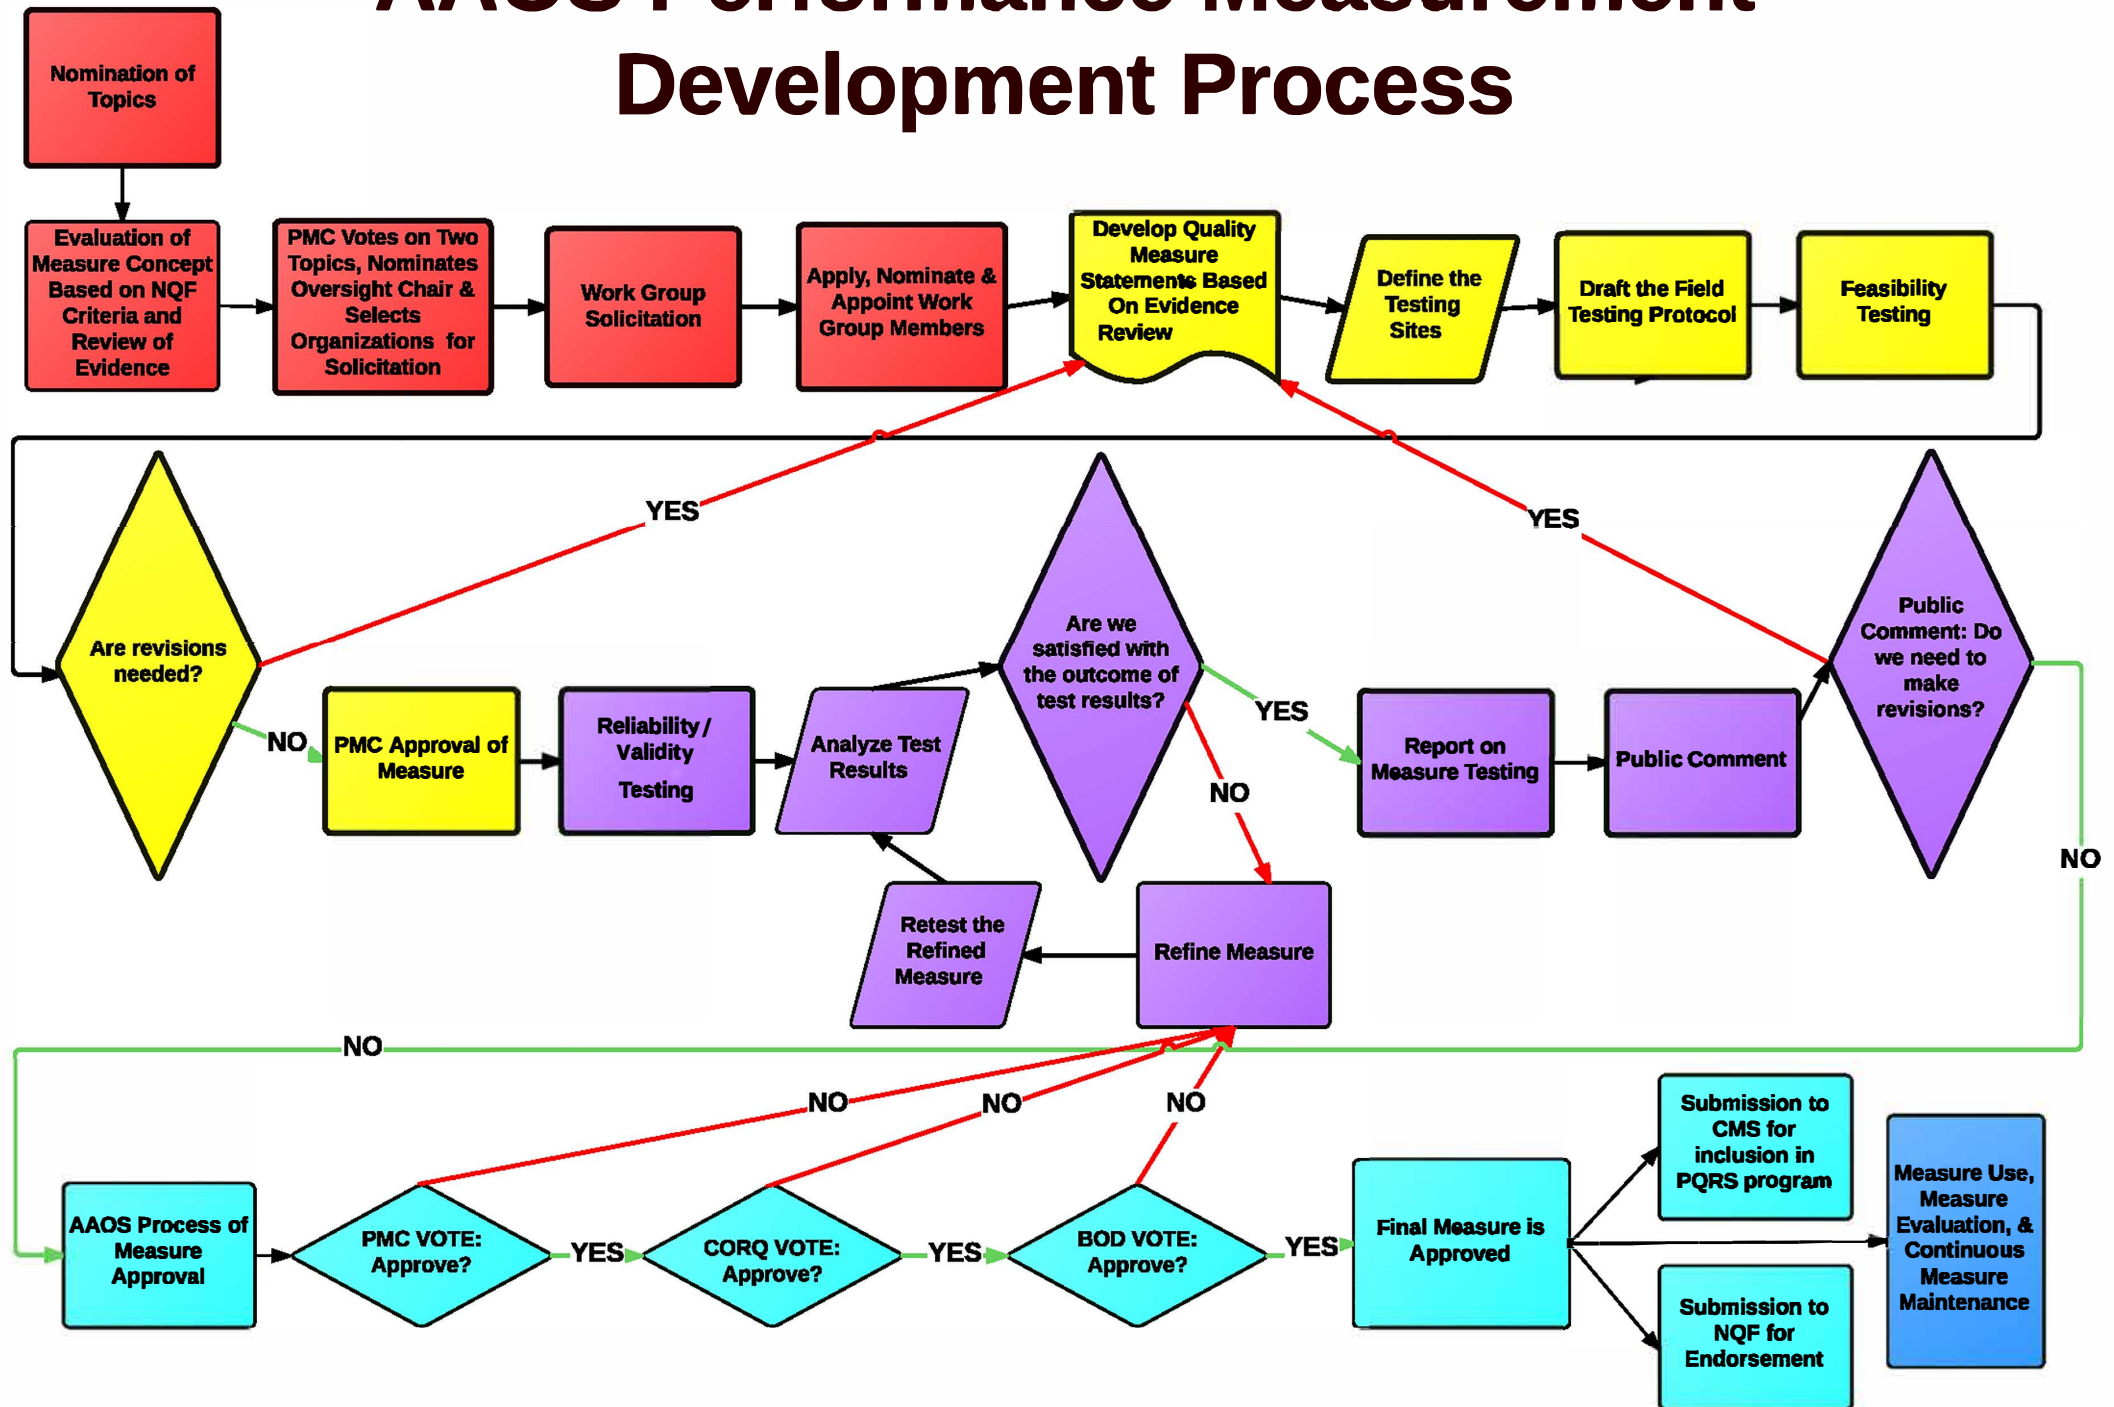 AAOS Performance Measurement
Development Process
Nomination of
Topics
Evaluation of
Measure Concept
Based on NQF
Criteria and
Review of
Evidence
PMC Votes on Two
Topics, Nominates
Oversight Chair &
Selects
Organizations for
Solicitation
Work Group
Solicitation
Apply, Nominate &
Appoint Work
Group Members
Develop Quality
Measure
Statements Based
On Evidence
Review
Define the
Testing
Sites
Draft the Field
Testing Protocol
Feasibility
Testing
Are revisions
needed?
YES
NO
PMC Approval of
Measure
Reliability/
Validity
Testing
Analyze Test
Results
Are we
satisfied with
the outcome of
test results?
YES
NO
Report on
Measure Testing
Public Comment
YES
Public
Comment: Do
we need to
make
revisions?
NO
Retest the
Refined
Measure
Refine Measure
NO
NO
NO
NO
AAOS Process of
Measure
Approval
PMC VOTE:
Approve?
YES
CORQ VOTE:
Approve?
YES
BOD VOTE:
Approve?
YES
Final Measure is
Approved
Submission to
CMS for
inclusion in
PQRS program
Submission to
NQF for
Endorsement
Measure Use,
Measure
Evaluation, &
Continuous
Measure
Maintenance